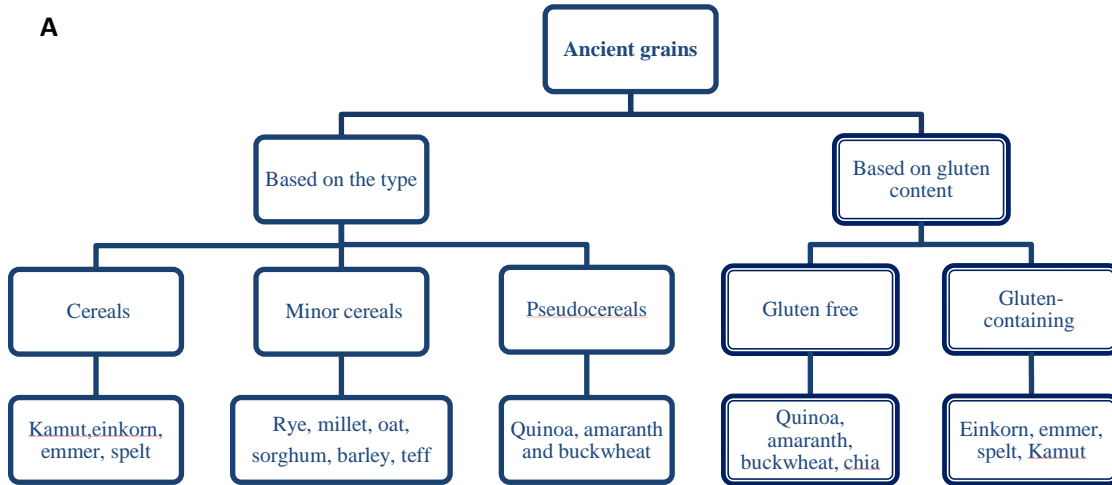 A
Ancient grains
Based on the type
Based on gluten
content
Cereals
Minor cereals
Pseudocereals
Gluten free
Gluten-
containing
Kamut,einkorn,
emmer, spelt
Rye, millet, oat,
sorghum, barley, teff
Quinoa, amaranth
and buckwheat
Quinoa,
amaranth,
buckwheat, chia
Einkorn, emmer,
spelt, Kamut